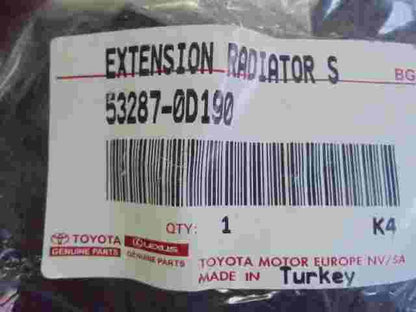 EXTENSION RADIATOR S
BG
53287-0D190
QTY: 1 K4
TOYOTA LEXUS
GENUINE PARTS GENUINE PARTS
TOYOTA MOTOR EUROPE NV/SA
MADE IN Turkey